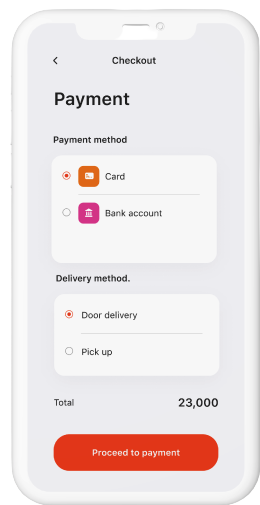 Checkout
Payment
Payment method
Card
Bank account
Delivery method.
Door delivery
Pick up
Total 23,000
Proceed to payment